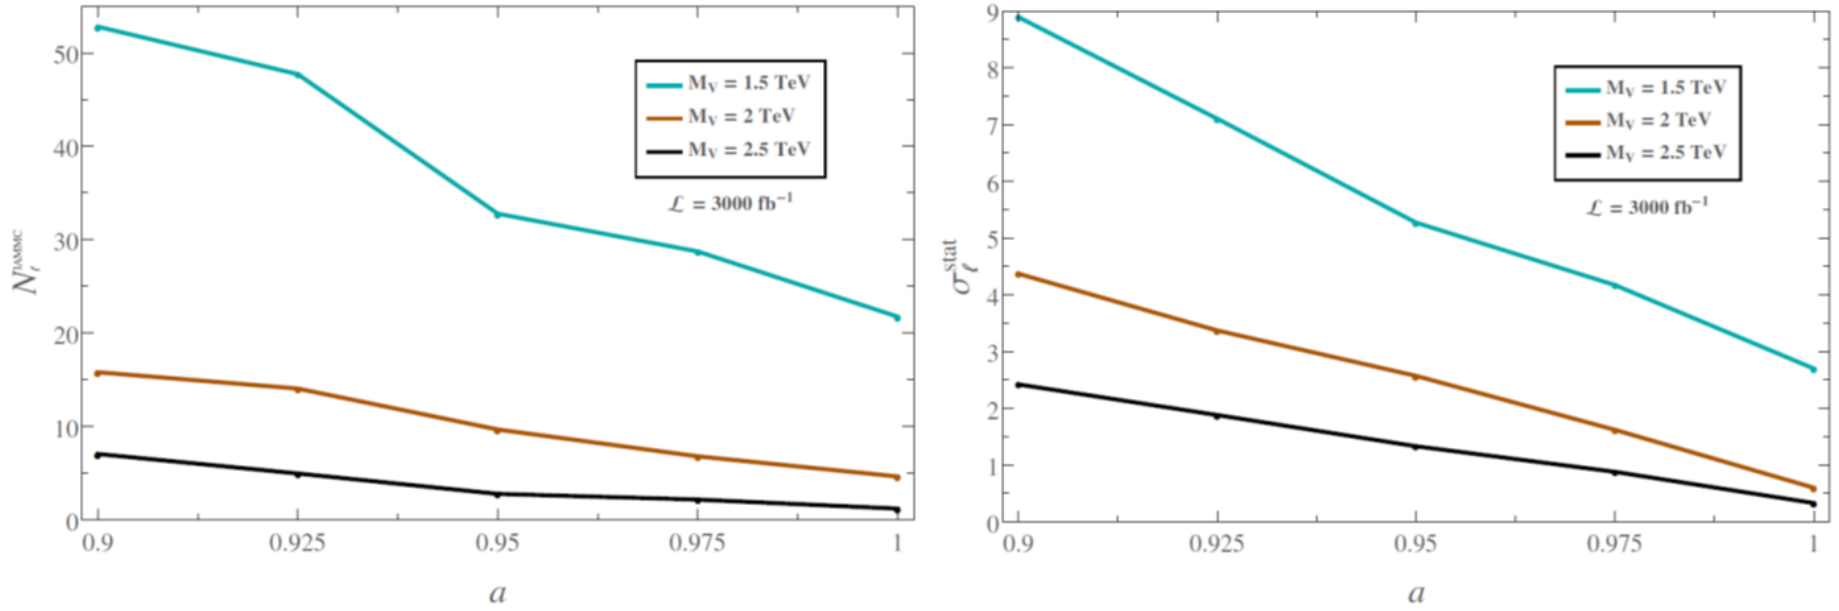 50
40
30
20
10
0
N_ℓ^IAMMC
M_V = 1.5 TeV
M_V = 2 TeV
M_V = 2.5 TeV
ℒ = 3000 fb⁻¹
0.9 0.925 0.95 0.975 1
a
9
8
7
6
5
4
3
2
1
0
σ_ℓ^stat
M_V = 1.5 TeV
M_V = 2 TeV
M_V = 2.5 TeV
ℒ = 3000 fb⁻¹
0.9 0.925 0.95 0.975 1
a